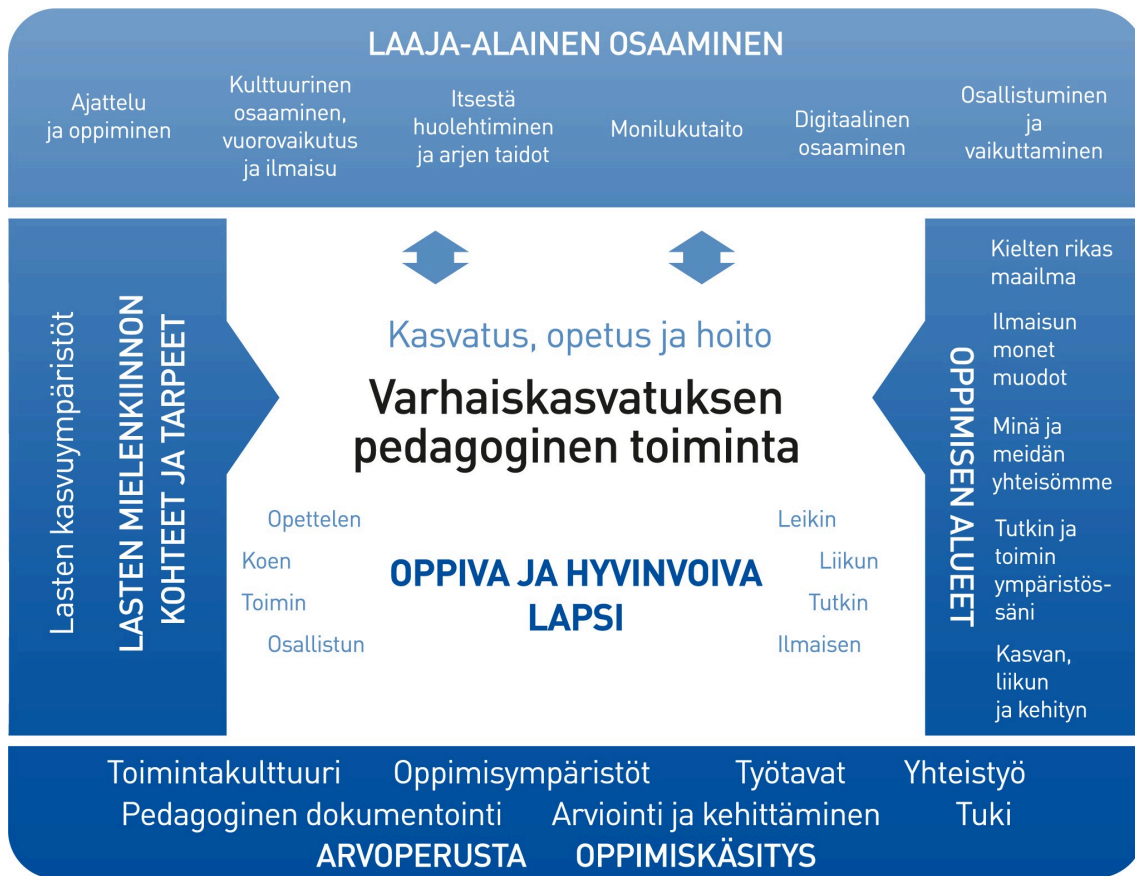 LAAJA-ALAINEN OSAAMINEN
Ajattelu
ja oppiminen
Kulttuurinen
osaaminen,
vuorovaikutus
ja ilmaisu
Itsestä
huolehtiminen
ja arjen taidot
Monilukutaito
Digitaalinen
osaaminen
Osallistuminen
ja
vaikuttaminen
Lasten kasvuympäristöt
LASTEN MIELENKIINNON
KOHTEET JA TARPEET
Kasvatus, opetus ja hoito
Varhaiskasvatuksen
pedagoginen toiminta
Opettelen
Koen
Toimin
Osallistun
OPPIVA JA HYVINVOIVA
LAPSI
Leikin
Liikun
Tutkin
Ilmaisen
OPPIMISEN ALUEET
Kielten rikas
maailma
Ilmaisun
monet
muodot
Minä ja
meidän
yhteisömme
Tutkin ja
toimin
ympäristös-
säni
Kasvan,
liikun
ja kehityn
Toimintakulttuuri Oppimisympäristöt Työtavat Yhteistyö
Pedagoginen dokumentointi Arviointi ja kehittäminen Tuki
ARVOPERUSTA OPPIMISKÄSITYS